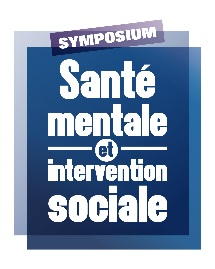 SYMPOSIUM
Santé
mentale
et
intervention
sociale